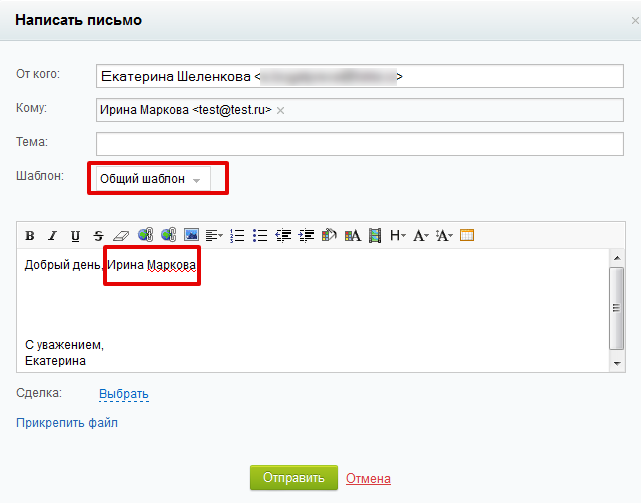 Написать письмо
От кого: Екатерина Шеленкова < >
Кому: Ирина Маркова <test@test.ru>
Тема:
Шаблон: Общий шаблон
B I U S H A A
Добрый день, Ирина Маркова
С уважением,
Екатерина
Сделка: Выбрать
Прикрепить файл
Отправить Отмена